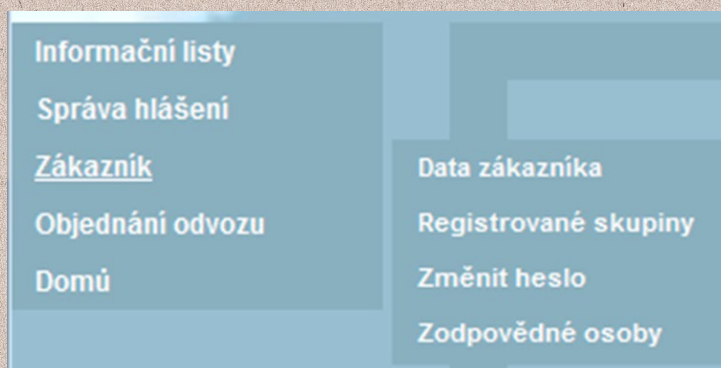 Informační listy
Správa hlášení
Zákazník
Objednání odvozu
Domů
Data zákazníka
Registrované skupiny
Změnit heslo
Zodpovědné osoby